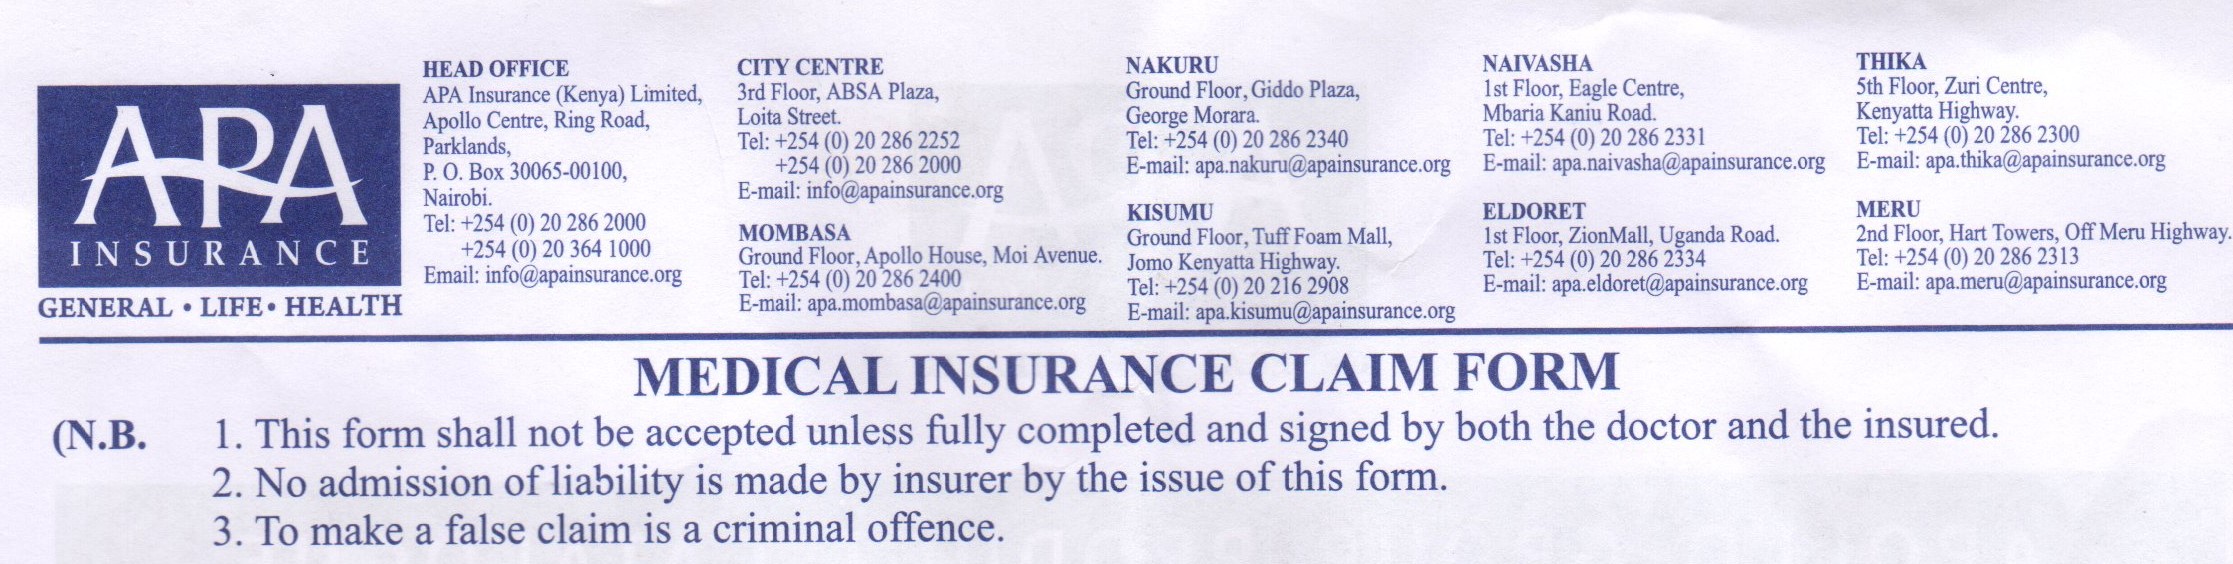 APA
INSURANCE
GENERAL • LIFE • HEALTH
HEAD OFFICE
APA Insurance (Kenya) Limited,
Apollo Centre, Ring Road,
Parklands,
P. O. Box 30065-00100,
Nairobi.
Tel: +254 (0) 20 286 2000
+254 (0) 20 364 1000
Email: info@apainsurance.org
CITY CENTRE
3rd Floor, ABSA Plaza,
Loita Street.
Tel: +254 (0) 20 286 2252
+254 (0) 20 286 2000
E-mail: info@apainsurance.org
MOMBASA
Ground Floor, Apollo House, Moi Avenue.
Tel: +254 (0) 20 286 2400
E-mail: apa.mombasa@apainsurance.org
NAKURU
Ground Floor, Giddo Plaza,
George Morara.
Tel: +254 (0) 20 286 2340
E-mail: apa.nakuru@apainsurance.org
KISUMU
Ground Floor, Tuff Foam Mall,
Jomo Kenyatta Highway.
Tel: +254 (0) 20 216 2908
E-mail: apa.kisumu@apainsurance.org
NAIVASHA
1st Floor, Eagle Centre,
Mbaria Kaniu Road.
Tel: +254 (0) 20 286 2331
E-mail: apa.naivasha@apainsurance.org
ELDORET
1st Floor, ZionMall, Uganda Road.
Tel: +254 (0) 20 286 2334
E-mail: apa.eldoret@apainsurance.org
THIKA
5th Floor, Zuri Centre,
Kenyatta Highway.
Tel: +254 (0) 20 286 2300
E-mail: apa.thika@apainsurance.org
MERU
2nd Floor, Hart Towers, Off Meru Highway.
Tel: +254 (0) 20 286 2313
E-mail: apa.meru@apainsurance.org
MEDICAL INSURANCE CLAIM FORM
(N.B. 1. This form shall not be accepted unless fully completed and signed by both the doctor and the insured.
2. No admission of liability is made by insurer by the issue of this form.
3. To make a false claim is a criminal offence.